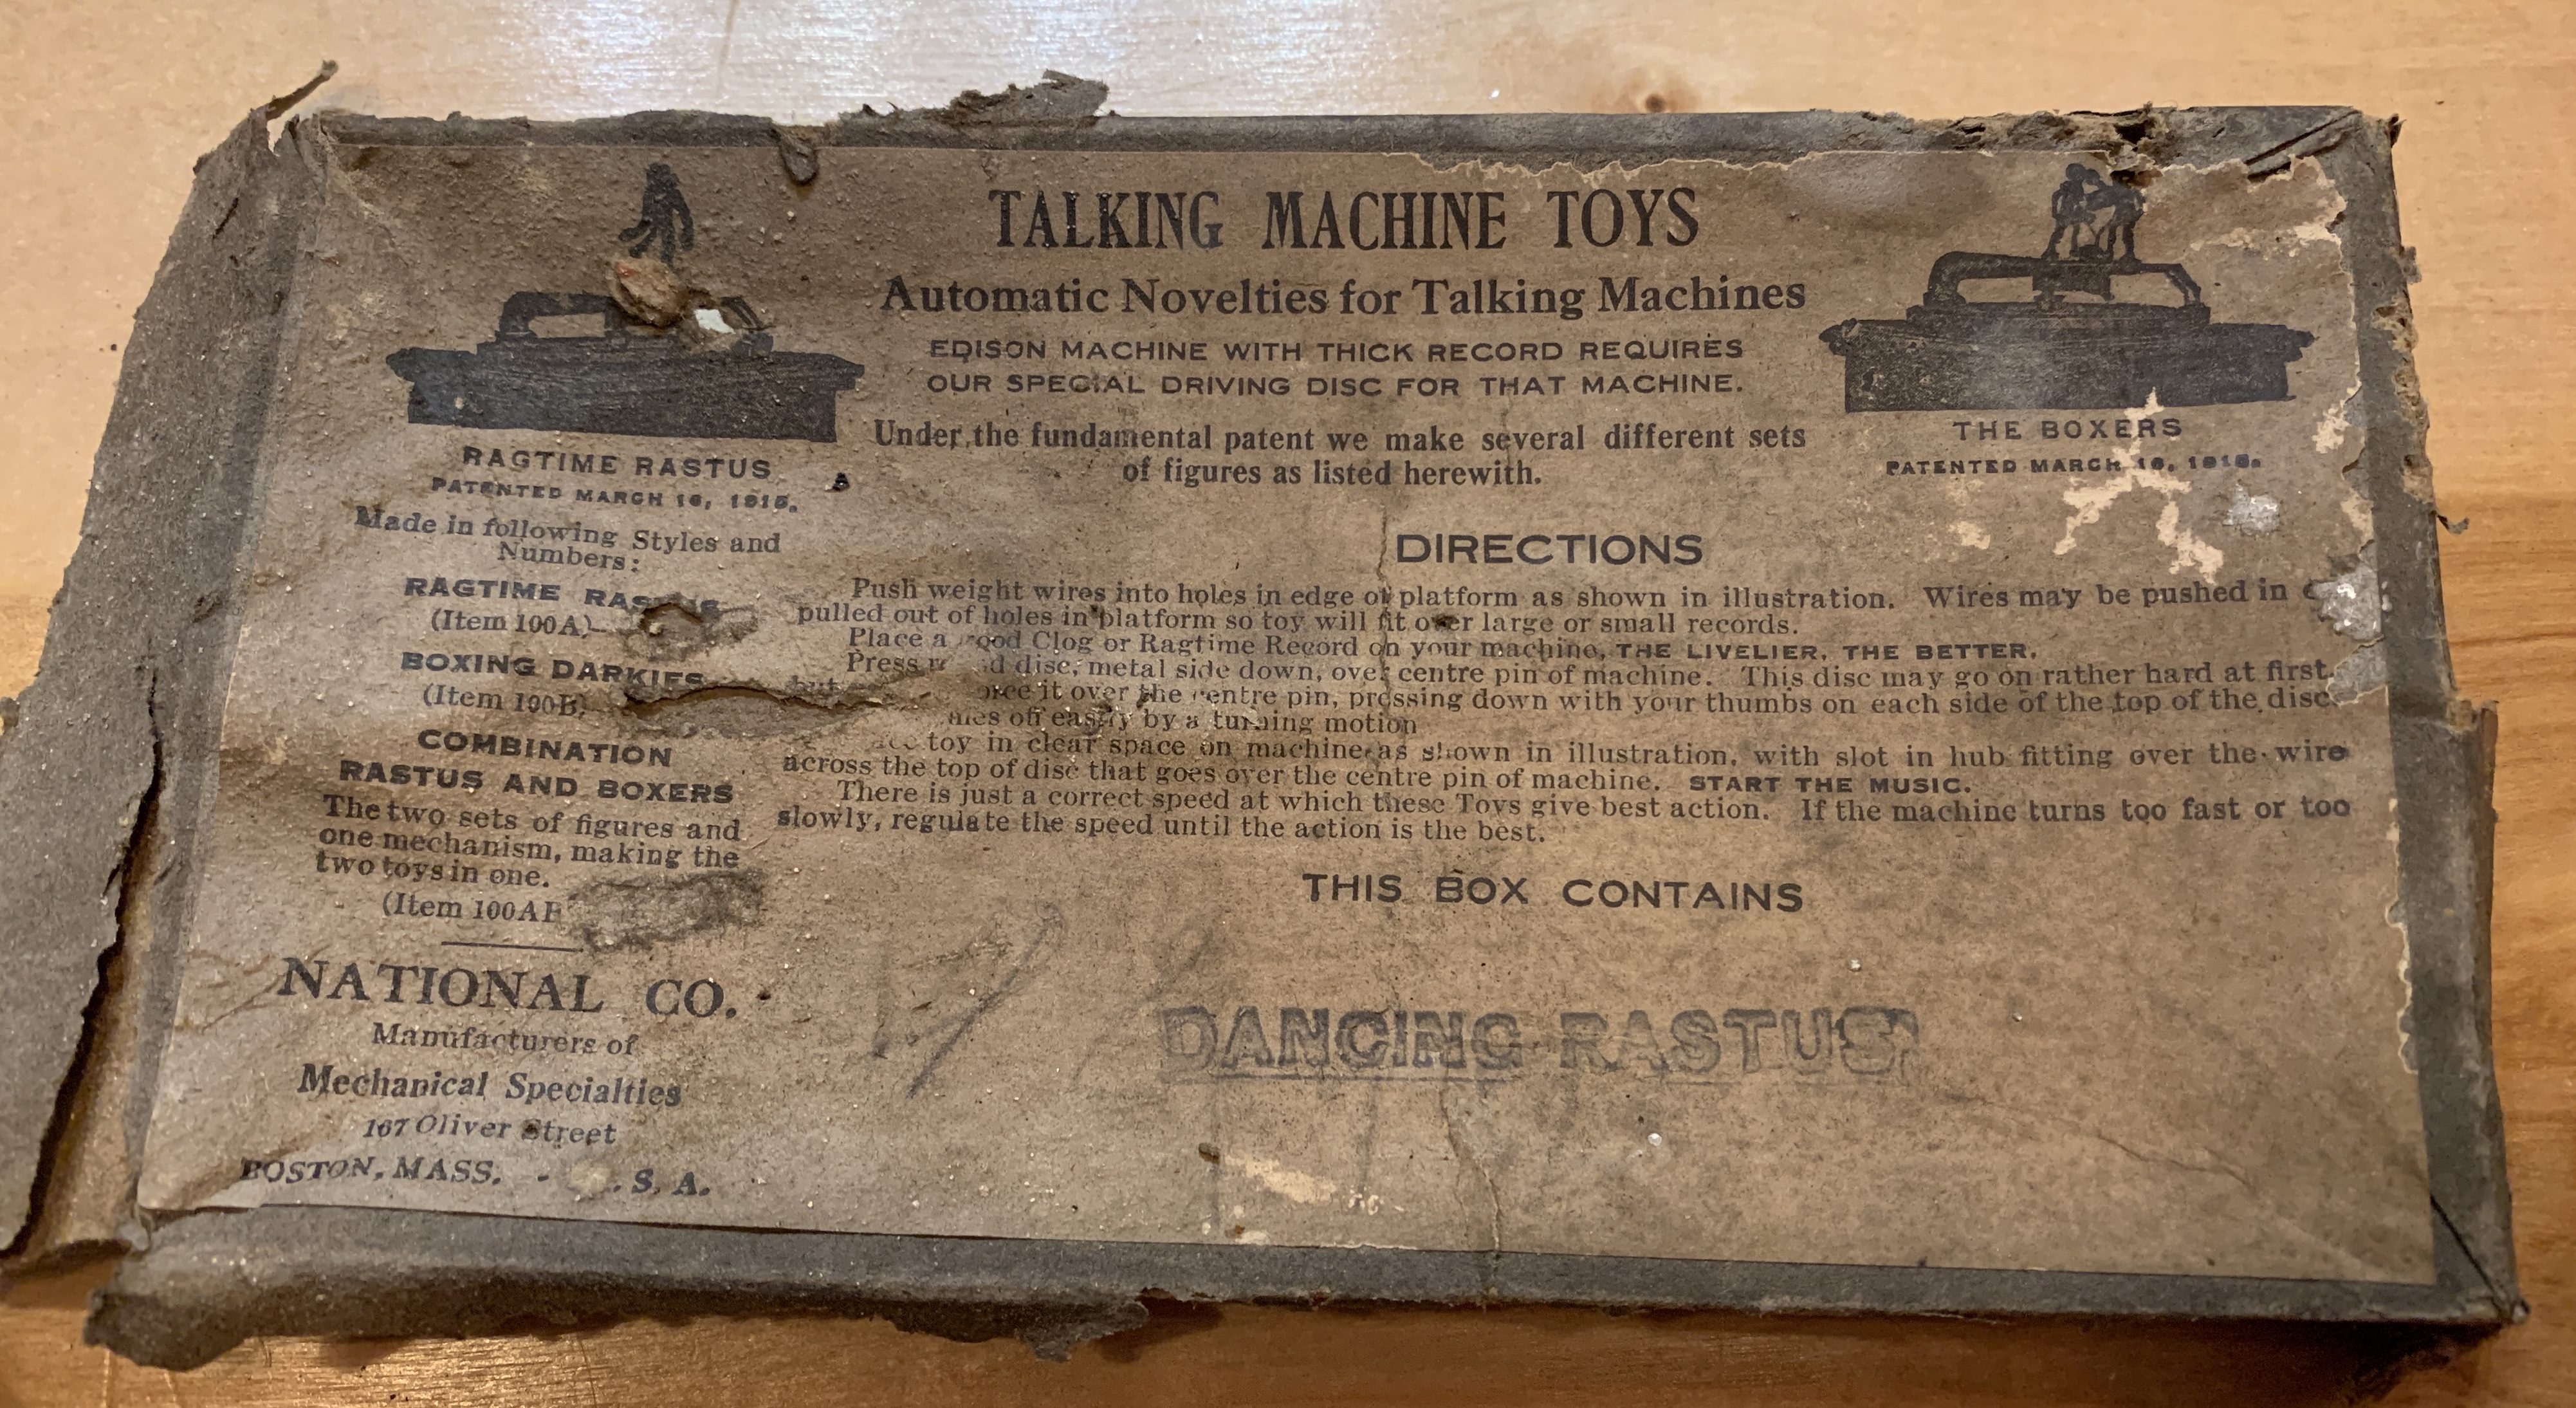 TALKING MACHINE TOYS
Automatic Novelties for Talking Machines
EDISON MACHINE WITH THICK RECORD REQUIRES
OUR SPECIAL DRIVING DISC FOR THAT MACHINE.
Under the fundamental patent we make several different sets
of figures as listed herewith.
RAGTIME RASTUS
PATENTED MARCH 16, 1915.
Made in following Styles and
Numbers:
RAGTIME RASTUS
(Item 100A)
BOXING DARKIES
(Item 100B)
COMBINATION
RASTUS AND BOXERS
The two sets of figures and
one mechanism, making the
two toys in one.
(Item 100AB
NATIONAL CO.
Manufacturers of
Mechanical Specialties
167 Oliver Street
BOSTON, MASS. - . S. A.
THE BOXERS
PATENTED MARCH 16, 1915.
DIRECTIONS
Push weight wires into holes in edge of platform as shown in illustration. Wires may be pushed in
pulled out of holes in platform so toy will fit over large or small records.
Place a good Clog or Ragtime Record on your machine, THE LIVELIER, THE BETTER.
Press disc, metal side down, over centre pin of machine. This disc may go on rather hard at first
but it over the centre pin, pressing down with your thumbs on each side of the top of the disc.
off easily by a turning motion
toy in clear space on machine as shown in illustration, with slot in hub fitting over the wire
across the top of disc that goes over the centre pin of machine. START THE MUSIC.
There is just a correct speed at which these Toys give best action. If the machine turns too fast or too
slowly, regulate the speed until the action is the best.
THIS BOX CONTAINS
DANCING RASTUS